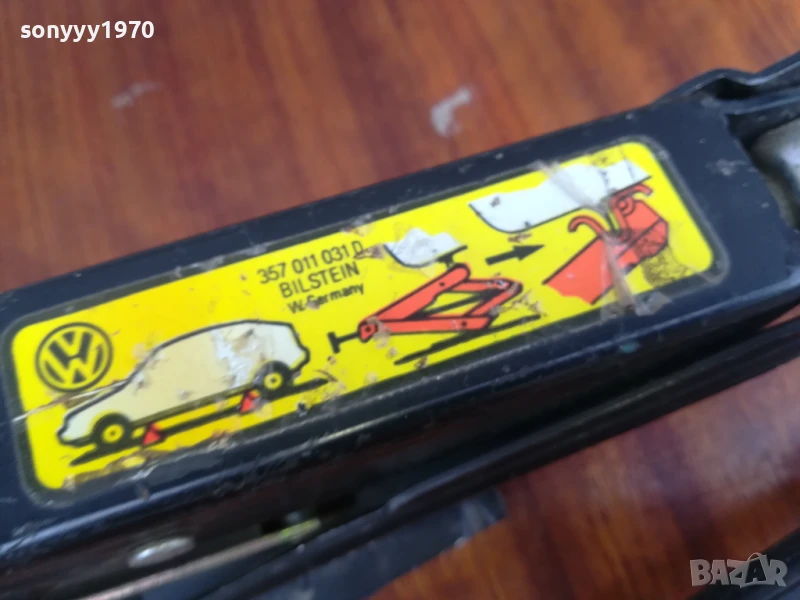 sonyyy1970
357 011 031 D
BILSTEIN
W.Germany
VW
BAZAR